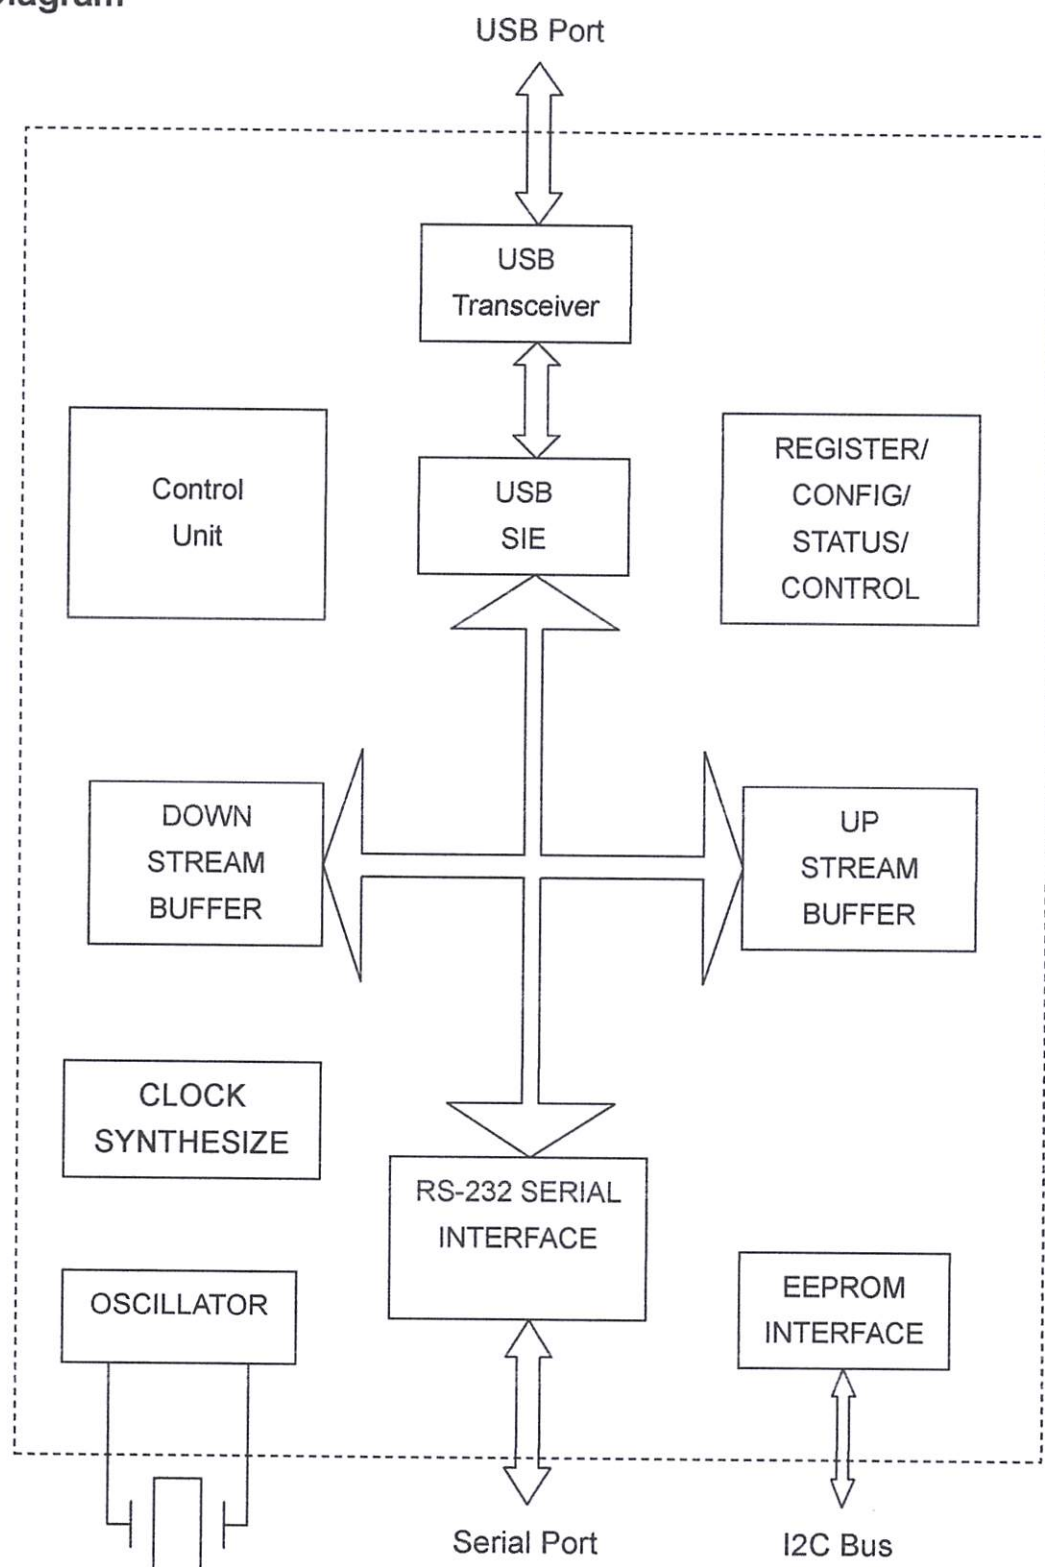 USB Port
USB
Transceiver
Control
Unit
USB
SIE
REGISTER/
CONFIG/
STATUS/
CONTROL
DOWN
STREAM
BUFFER
UP
STREAM
BUFFER
CLOCK
SYNTHESIZE
RS-232 SERIAL
INTERFACE
OSCILLATOR
EEPROM
INTERFACE
Serial Port
I2C Bus